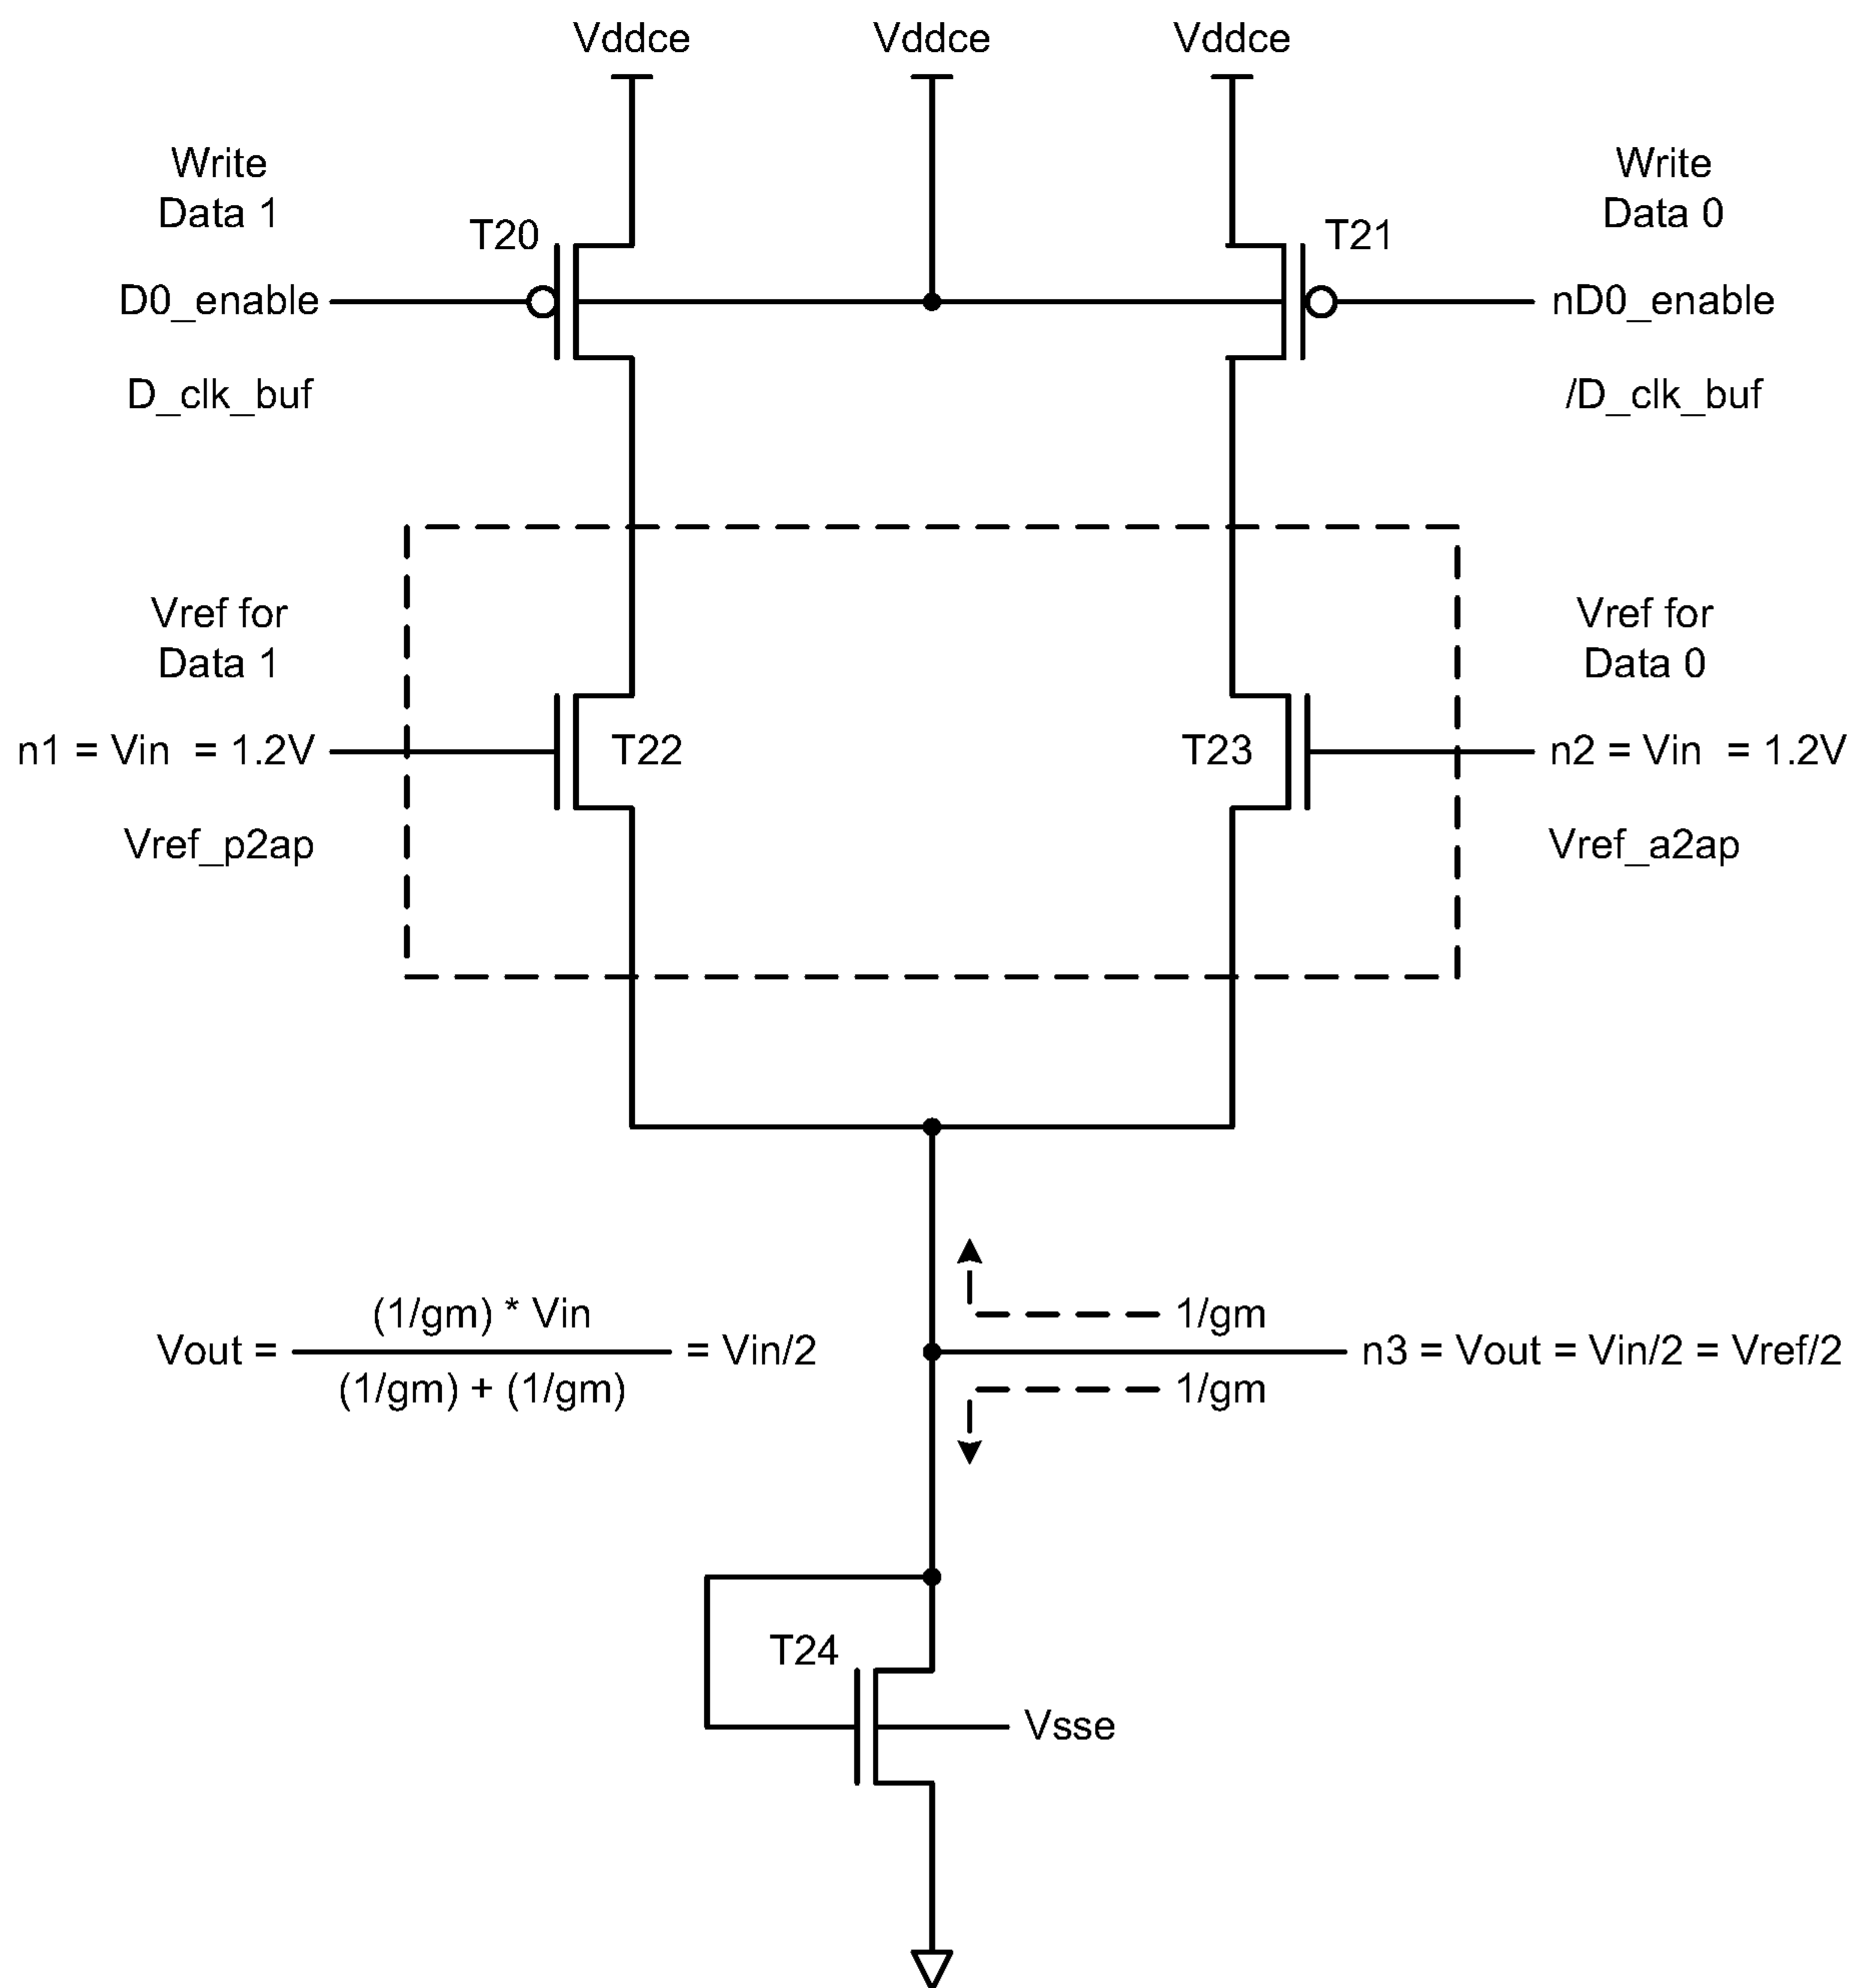 Vddce
Vddce
Vddce
Write
Data 1
Write
Data 0
T20
T21
D0_enable
nD0_enable
D_clk_buf
/D_clk_buf
Vref for
Data 1
Vref for
Data 0
n1 = Vin = 1.2V
T22
T23
n2 = Vin = 1.2V
Vref_p2ap
Vref_a2ap
(1/gm) * Vin
Vout =
= Vin/2
(1/gm) + (1/gm)
1/gm
n3 = Vout = Vin/2 = Vref/2
1/gm
T24
Vsse